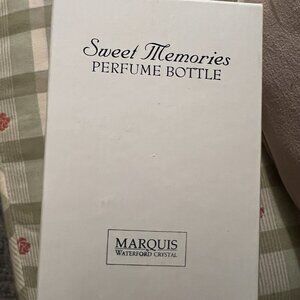 Sweet Memories
PERFUME BOTTLE
MARQUIS
WATERFORD CRYSTAL